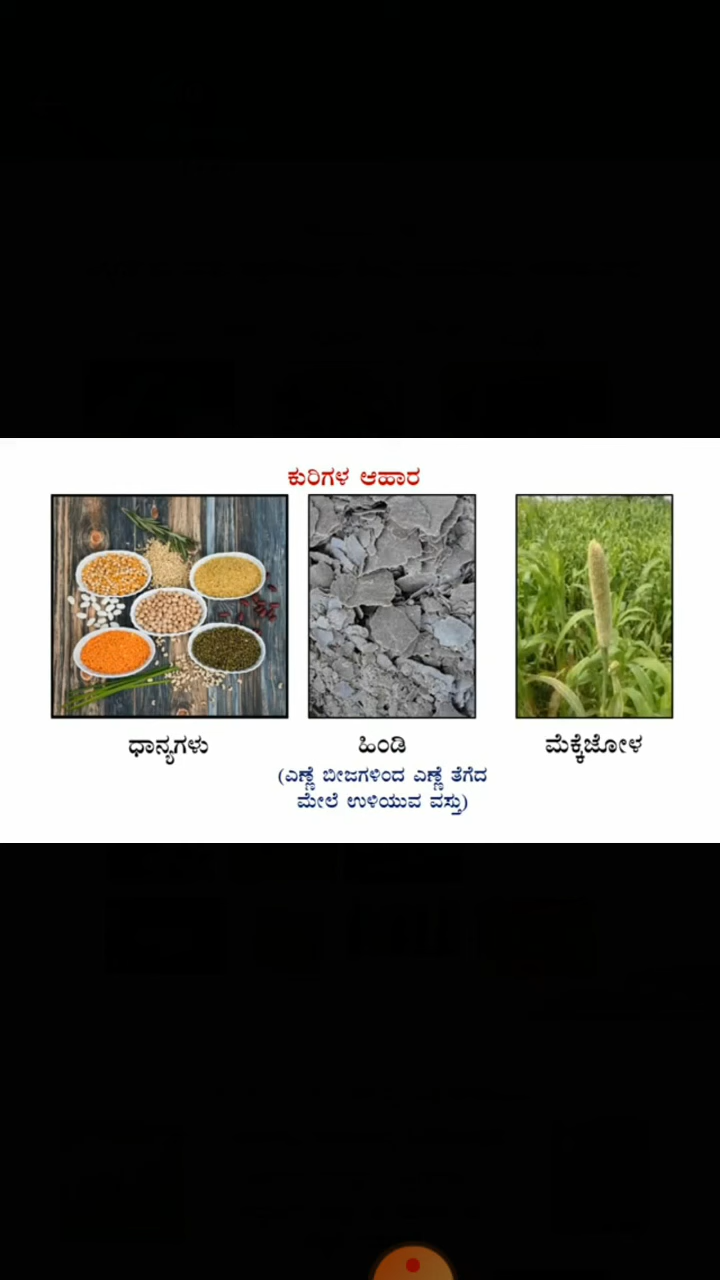 ಕುರಿಗಳ ಆಹಾರ
ಧಾನ್ಯಗಳು
ಹಿಂಡಿ
ಮೆಕ್ಕೆಜೋಳ
(ಎಣ್ಣೆ ಬೀಜಗಳಿಂದ ಎಣ್ಣೆ ತೆಗೆದ
ಮೇಲೆ ಉಳಿಯುವ ವಸ್ತು)